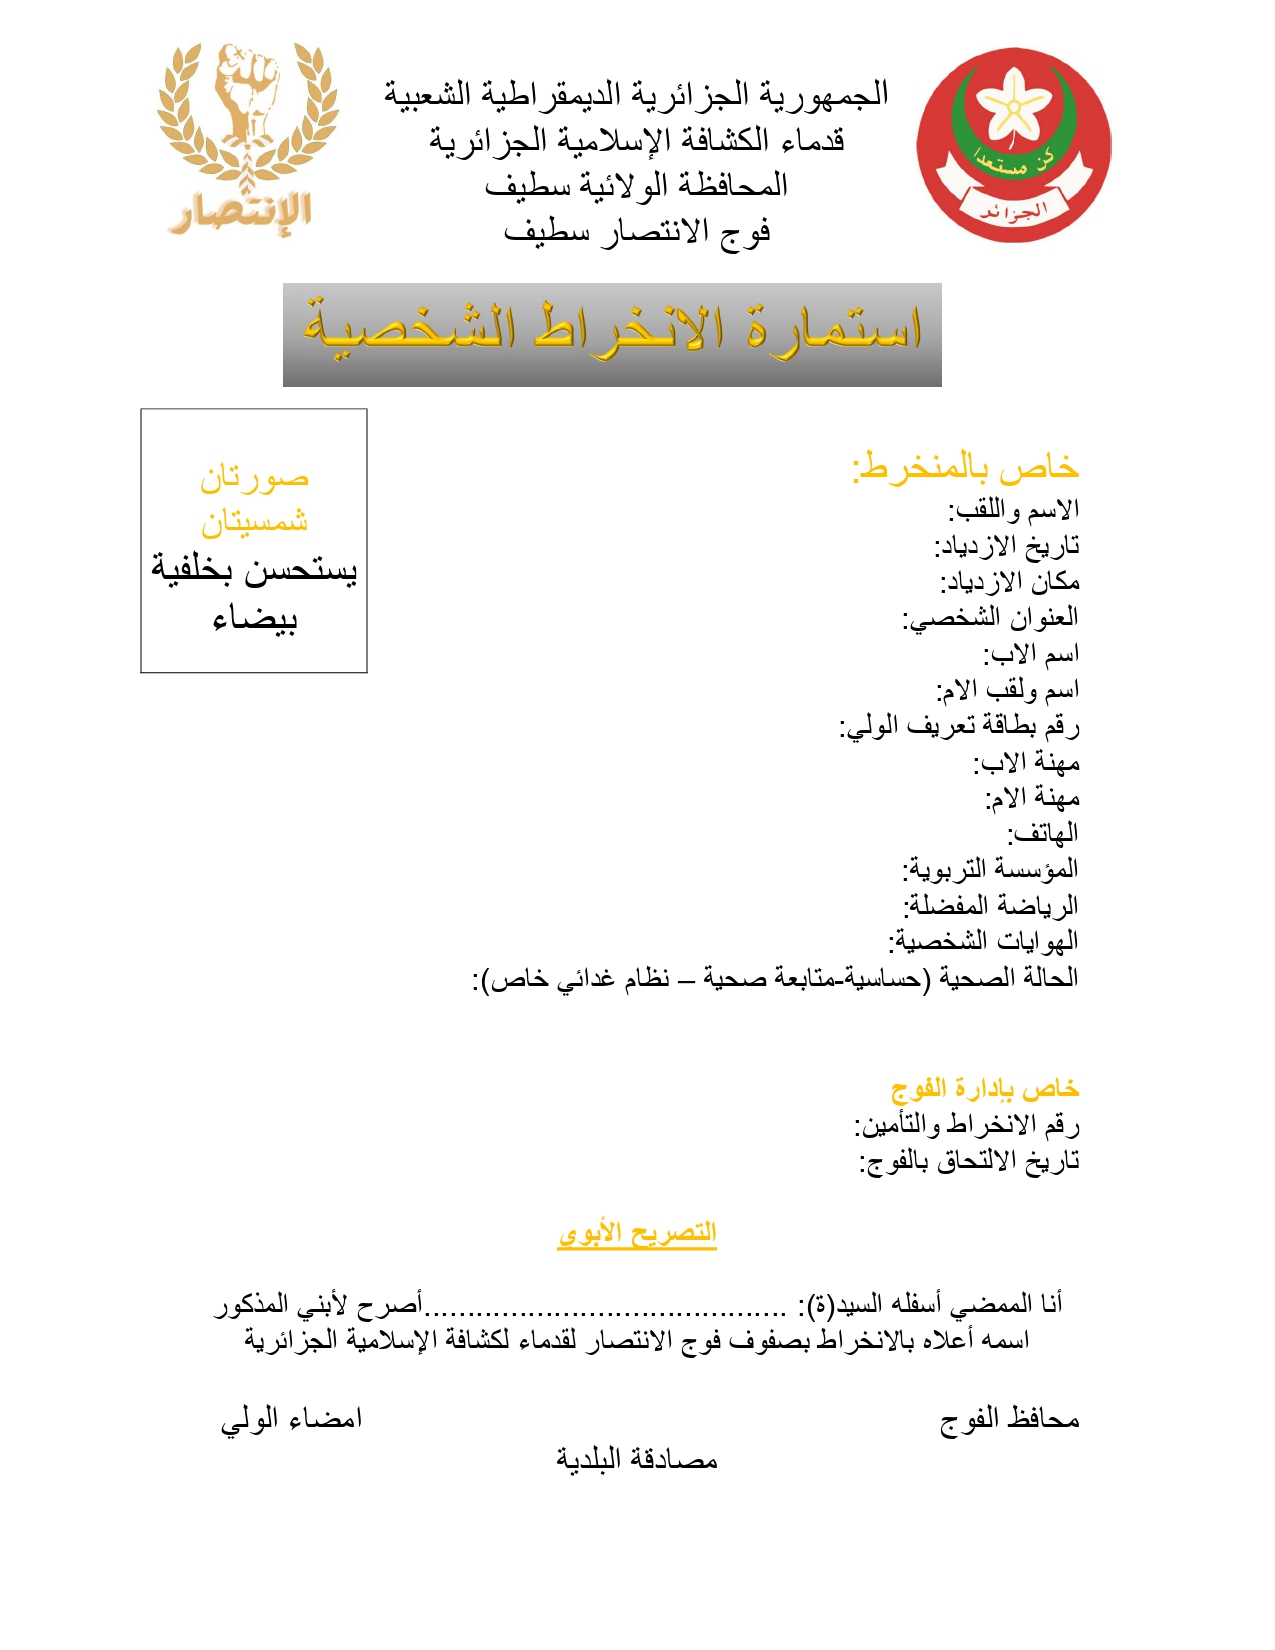 الجمهورية الجزائرية الديمقراطية الشعبية
قدماء الكشافة الإسلامية الجزائرية
المحافظة الولائية سطيف
فوج الانتصار سطيف
كن مستعدا
الجزائر
الإنتصار
استمارة الانخراط الشخصية
صورتان
شمسيتان
يستحسن بخلفية
بيضاء
خاص بالمنخرط:
الاسم واللقب:
تاريخ الازدياد:
مكان الازدياد:
العنوان الشخصي:
اسم الاب:
اسم ولقب الام:
رقم بطاقة تعريف الولي:
مهنة الاب:
مهنة الام:
الهاتف:
المؤسسة التربوية:
الرياضة المفضلة:
الهوايات الشخصية:
الحالة الصحية (حساسية-متابعة صحية – نظام غدائي خاص):
خاص بإدارة الفوج
رقم الانخراط والتأمين:
تاريخ الالتحاق بالفوج:
التصريح الأبوي
أنا الممضي أسفله السيد(ة): ..........................................أصرح لأبني المذكور
اسمه أعلاه بالانخراط بصفوف فوج الانتصار لقدماء لكشافة الإسلامية الجزائرية
محافظ الفوج امضاء الولي
مصادقة البلدية